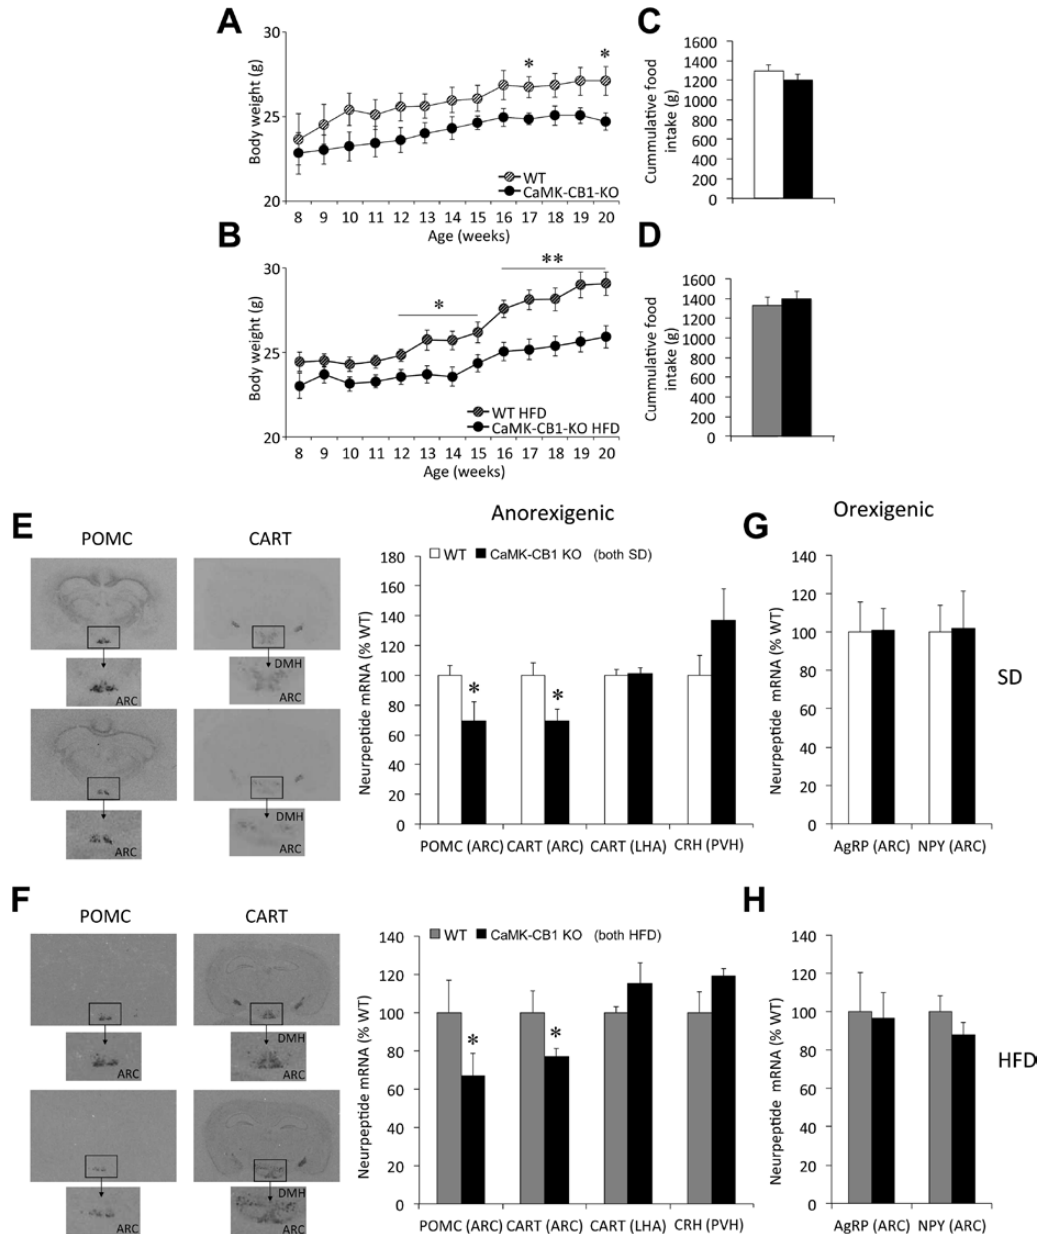 A
30
25
20
Body weight (g)
*
*
WT
CaMK-CB1-KO
8 9 10 11 12 13 14 15 16 17 18 19 20
Age (weeks)
C
1600
1400
1200
1000
800
600
400
200
0
Cummulative food
intake (g)
B
30
25
20
Body weight (g)
*
**
WT HFD
CaMK-CB1-KO HFD
8 9 10 11 12 13 14 15 16 17 18 19 20
Age (weeks)
D
1600
1400
1200
1000
800
600
400
200
0
Cummulative food
intake (g)
E
POMC
CART
ARC
DMH
ARC
ARC
DMH
ARC
Anorexigenic
WT CaMK-CB1 KO (both SD)
180
160
140
120
100
80
60
40
20
0
Neurpeptide mRNA (% WT)
*
*
POMC (ARC) CART (ARC) CART (LHA) CRH (PVH)
G
Orexigenic
140
120
100
80
60
40
20
0
Neurpeptide mRNA (% WT)
AgRP (ARC) NPY (ARC)
SD
F
POMC
CART
ARC
DMH
ARC
ARC
DMH
ARC
WT CaMK-CB1 KO (both HFD)
140
120
100
80
60
40
20
0
Neurpeptide mRNA (% WT)
*
*
POMC (ARC) CART (ARC) CART (LHA) CRH (PVH)
H
140
120
100
80
60
40
20
0
Neurpeptide mRNA (% WT)
AgRP (ARC) NPY (ARC)
HFD